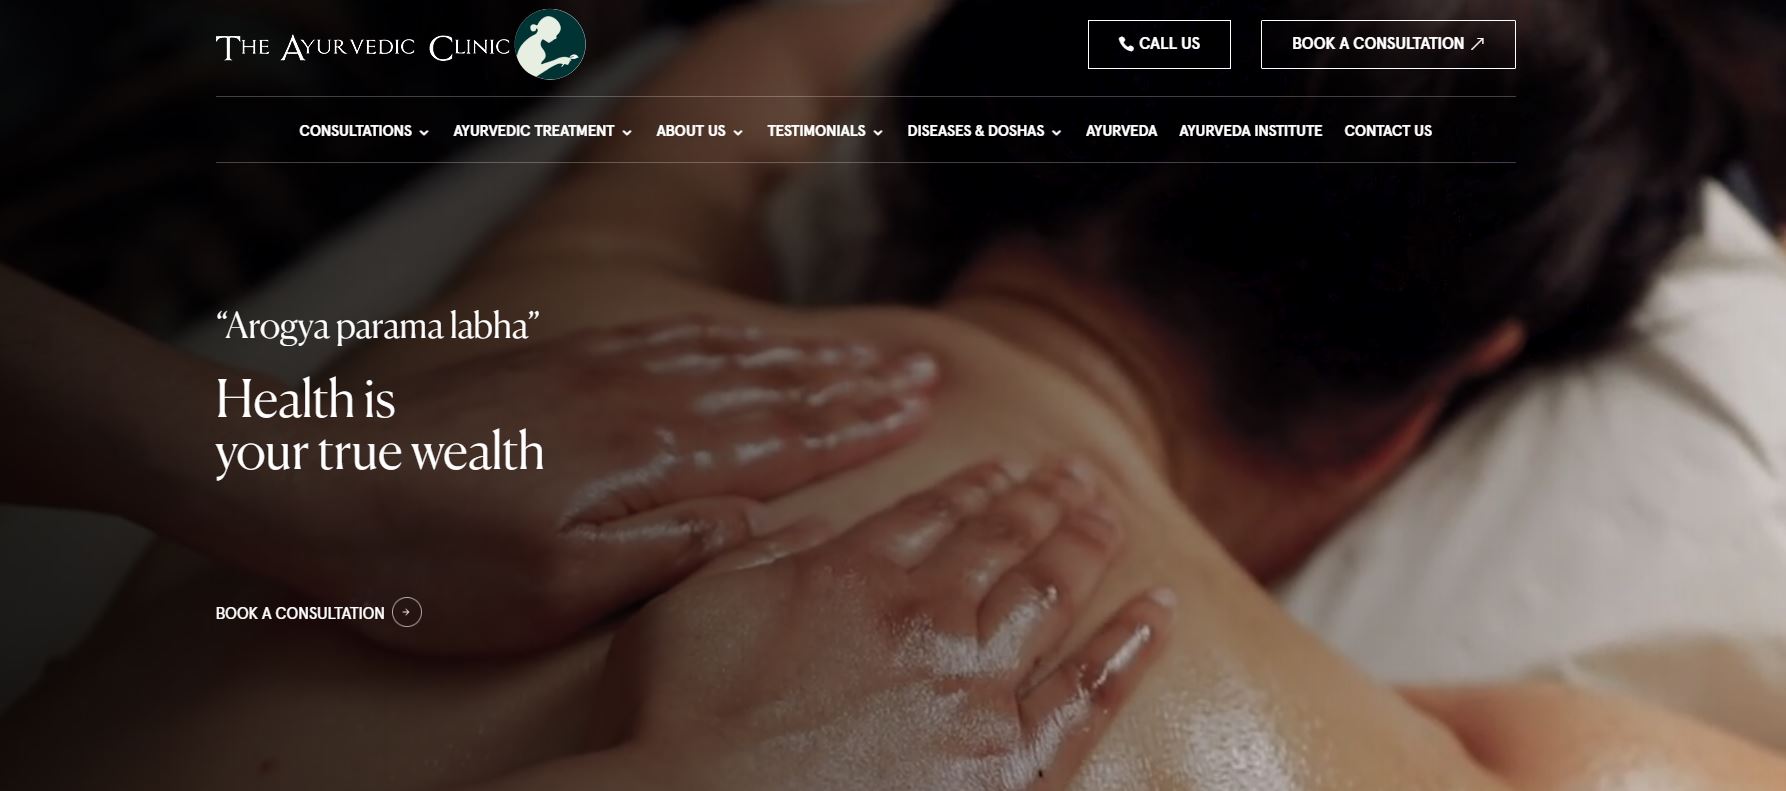 THE AYURVEDIC CLINIC
CALL US
BOOK A CONSULTATION
CONSULTATIONS AYURVEDIC TREATMENT ABOUT US TESTIMONIALS DISEASES & DOSHAS AYURVEDA AYURVEDA INSTITUTE CONTACT US
“Arogya parama labha”
Health is
your true wealth
BOOK A CONSULTATION